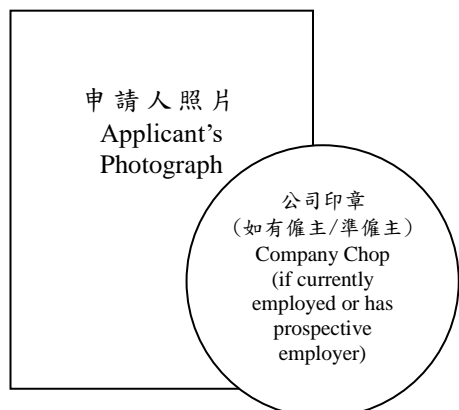 申請人照片
Applicant’s
Photograph
公司印章
（如有僱主/準僱主）
Company Chop
(if currently
employed or has
prospective
employer)